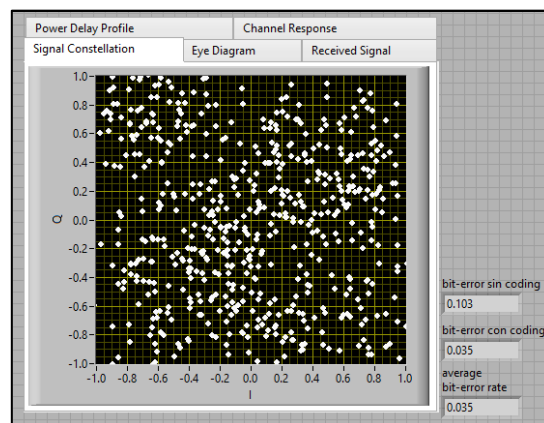 Power Delay Profile
Channel Response
Signal Constellation
Eye Diagram
Received Signal
1.0
0.8
0.6
0.4
0.2
0.0
-0.2
-0.4
-0.6
-0.8
-1.0
Q
-1.0 -0.8 -0.6 -0.4 -0.2 0.0 0.2 0.4 0.6 0.8 1.0
I
bit-error sin coding
0.103
bit-error con coding
0.035
average
bit-error rate
0.035